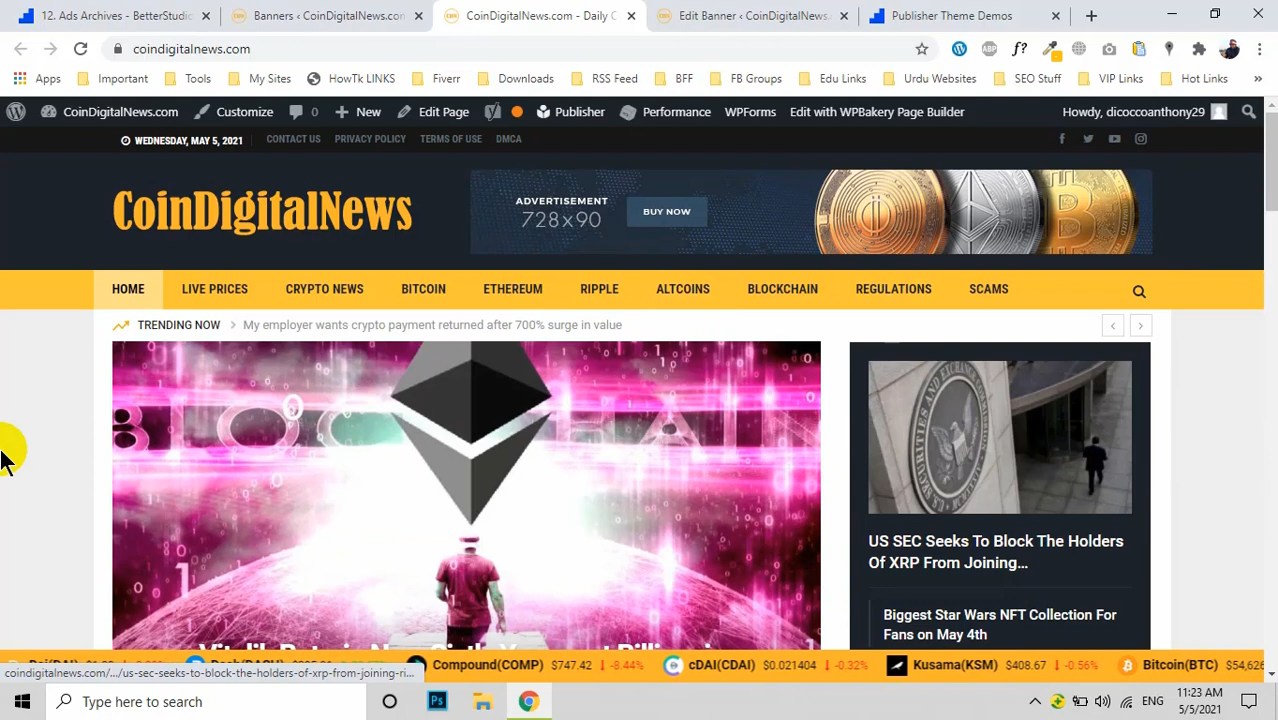 12. Ads Archives - BetterStudi
Banners ‹ CoinDigitalNews.com
CoinDigitalNews.com - Daily C
Edit Banner ‹ CoinDigitalNews.c
Publisher Theme Demos
coindigitalnews.com
Apps
Important
Tools
My Sites
HowTk LINKS
Fiverr
Downloads
RSS Feed
BFF
FB Groups
Edu Links
Urdu Websites
SEO Stuff
VIP Links
Hot Links
CoinDigitalNews.com
Customize
0
New
Edit Page
Publisher
Performance
WPForms
Edit with WPBakery Page Builder
Howdy, dicoccoanthony29
WEDNESDAY, MAY 5, 2021
CONTACT US
PRIVACY POLICY
TERMS OF USE
DMCA
CoinDigitalNews
ADVERTISEMENT
728x90
BUY NOW
HOME
LIVE PRICES
CRYPTO NEWS
BITCOIN
ETHEREUM
RIPPLE
ALTCOINS
BLOCKCHAIN
REGULATIONS
SCAMS
TRENDING NOW
My employer wants crypto payment returned after 700% surge in value
US SEC Seeks To Block The Holders
Of XRP From Joining...
Biggest Star Wars NFT Collection For
Fans on May 4th
Compound(COMP) $747.42 ↓ -8.44%
cDAI(CDAI) $0.021404 ↓ -0.32%
Kusama(KSM) $408.67 ↓ -0.56%
Bitcoin(BTC) $54,626
coindigitalnews.com/.../us-sec-seeks-to-block-the-holders-of-xrp-from-joining-ri...
Type here to search
ENG
11:23 AM
5/5/2021